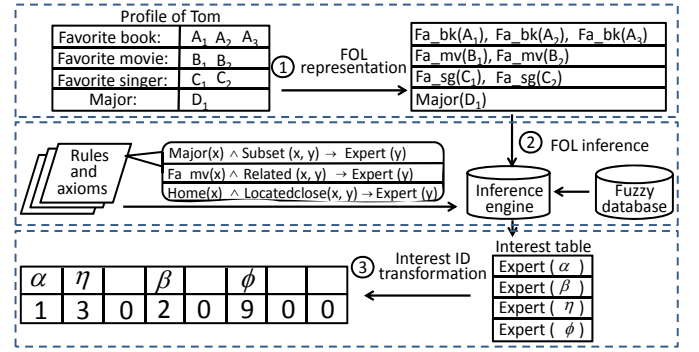 Profile of Tom
Favorite book: A₁ A₂ A₃
Favorite movie: B₁ B₂
Favorite singer: C₁ C₂
Major: D₁
① FOL
representation
Fa_bk(A₁), Fa_bk(A₂), Fa_bk(A₃)
Fa_mv(B₁), Fa_mv(B₂)
Fa_sg(C₁), Fa_sg(C₂)
Major(D₁)
② FOL inference
Rules
and
axioms
Major(x) ∧ Subset (x, y) → Expert (y)
Fa_mv(x) ∧ Related (x, y) → Expert (y)
Home(x) ∧ Locatedclose(x, y) → Expert (y)
Inference
engine
Fuzzy
database
Interest table
Expert ( α )
Expert ( β )
Expert ( η )
Expert ( ϕ )
③ Interest ID
transformation
α η β ϕ
1 3 0 2 0 9 0 0